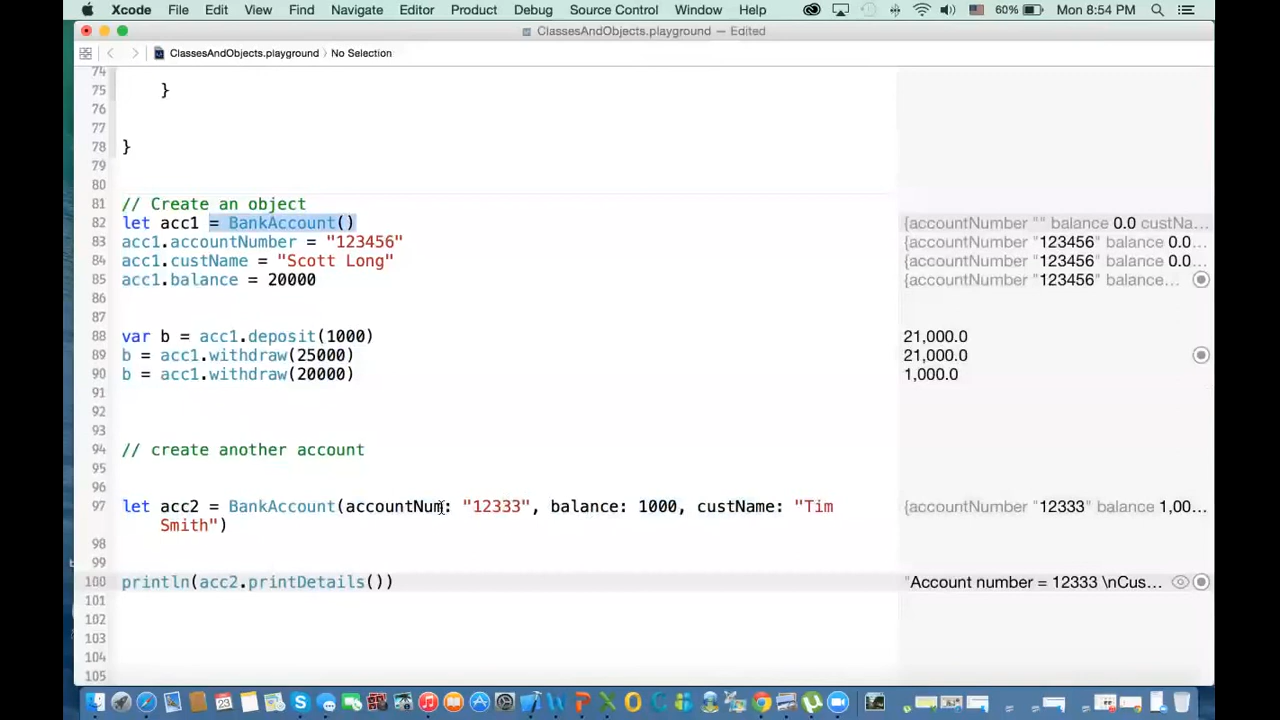 Xcode File Edit View Find Navigate Editor Product Debug Source Control Window Help 60% Mon 8:54 PM
ClassesAndObjects.playground — Edited
ClassesAndObjects.playground › No Selection
74
75 }
76
77
78 }
79
80
81 // Create an object
82 let acc1 = BankAccount() {accountNumber "" balance 0.0 custNa...
83 acc1.accountNumber = "123456" {accountNumber "123456" balance 0.0...
84 acc1.custName = "Scott Long" {accountNumber "123456" balance 0.0...
85 acc1.balance = 20000 {accountNumber "123456" balance...
86
87
88 var b = acc1.deposit(1000) 21,000.0
89 b = acc1.withdraw(25000) 21,000.0
90 b = acc1.withdraw(20000) 1,000.0
91
92
93
94 // create another account
95
96
97 let acc2 = BankAccount(accountNum: "12333", balance: 1000, custName: "Tim {accountNumber "12333" balance 1,00...
Smith")
98
99
100 println(acc2.printDetails()) "Account number = 12333 \nCus...
101
102
103
104
105
23